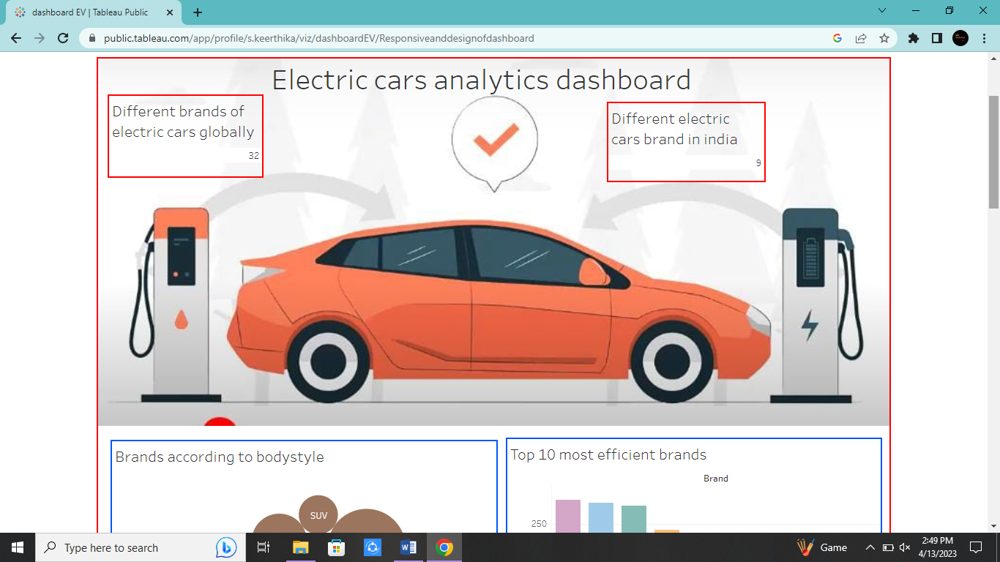 dashboard EV | Tableau Public
public.tableau.com/app/profile/s.keerthika/viz/dashboardEV/Responsiveanddesignofdashboard
Electric cars analytics dashboard
Different brands of
electric cars globally
32
Different electric
cars brand in india
9
Brands according to bodystyle
SUV
Top 10 most efficient brands
Brand
250
Type here to search
Game
2:49 PM
4/13/2023